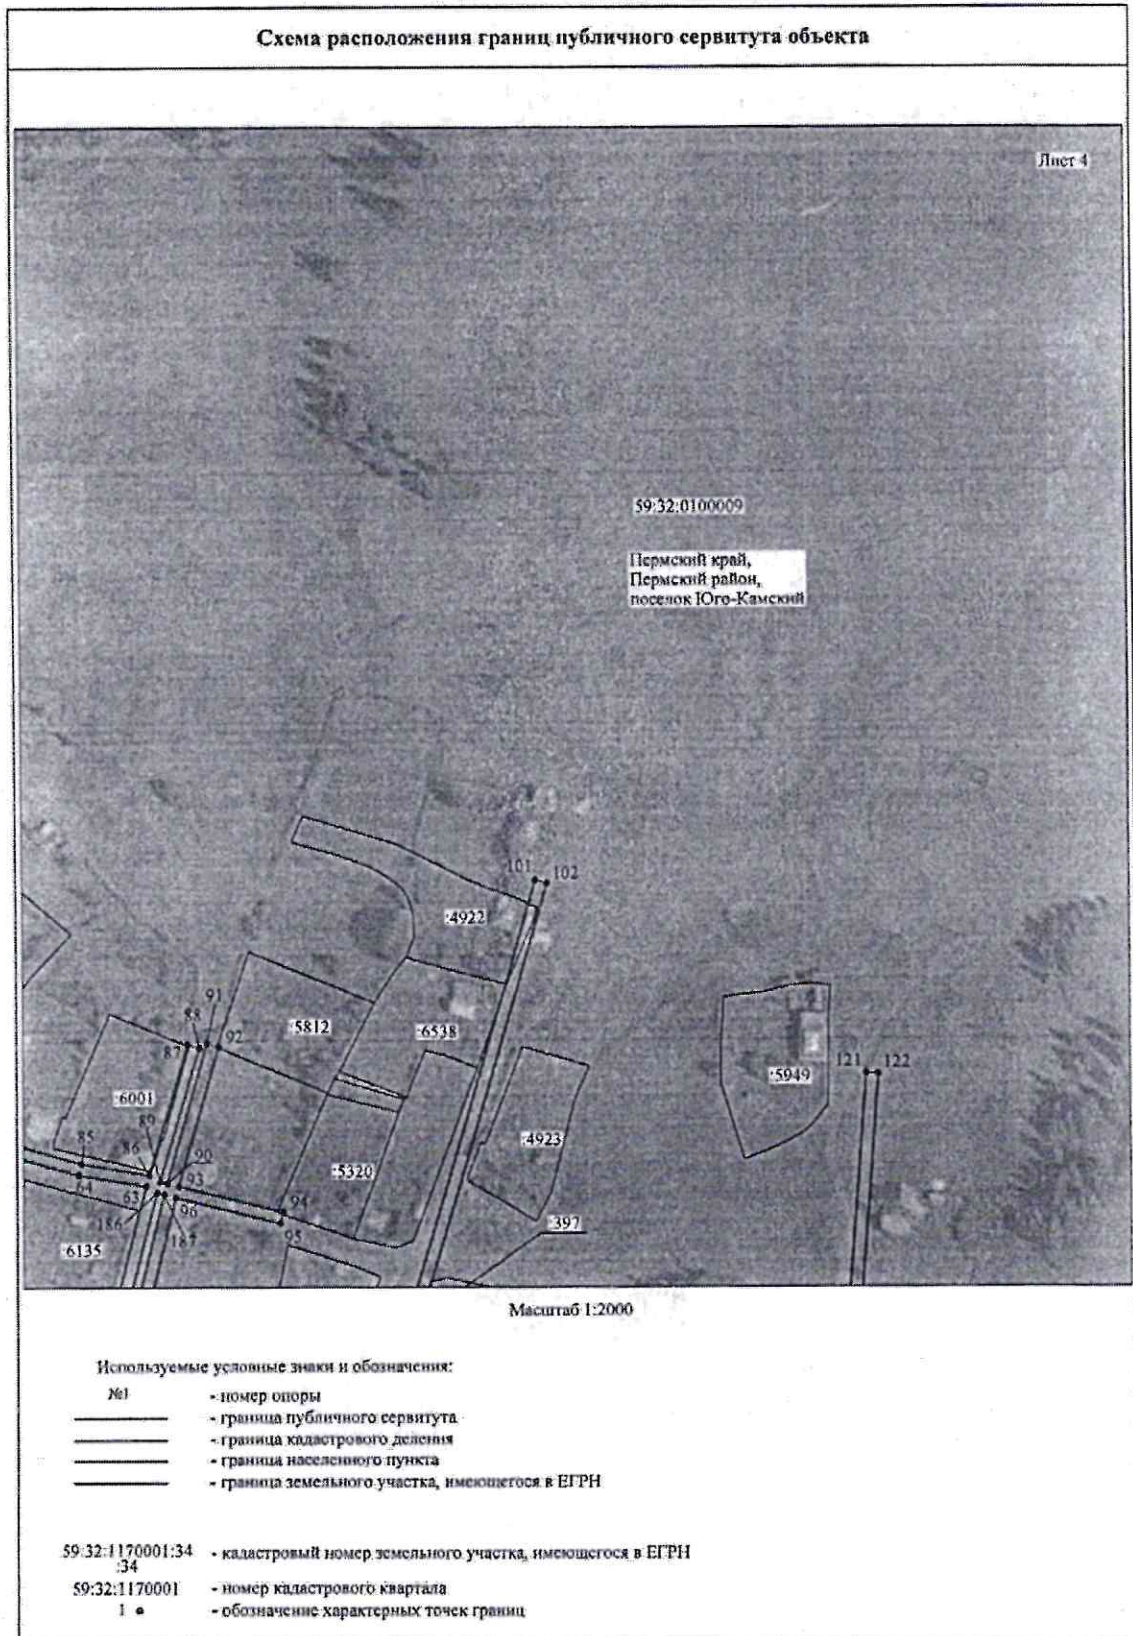 Схема расположения границ публичного сервитута объекта
Лист 4
59:32:0100009
Пермский край,
Пермский район,
поселок Юго-Камский
101
102
:4922
91
88
92
87
:5812
:6538
121
122
:5949
:6001
89
:4923
85
86
90
:5320
64
63
93
94
96
186
187
95
397
:6135
Масштаб 1:2000
Используемые условные знаки и обозначения:
№1 - номер опоры
- граница публичного сервитута
- граница кадастрового деления
- граница населенного пункта
- граница земельного участка, имеющегося в ЕГРН
59:32:1170001:34 - кадастровый номер земельного участка, имеющегося в ЕГРН
:34
59:32:1170001 - номер кадастрового квартала
1 - обозначение характерных точек границ